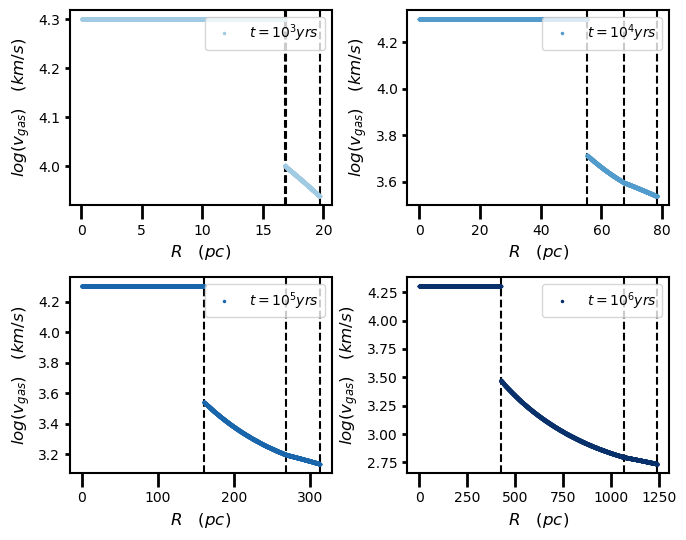 4.3
4.2
4.1
4.0
log(v_gas) (km/s)
t = 10^3 yrs
0 5 10 15 20
R (pc)
4.2
4.0
3.8
3.6
log(v_gas) (km/s)
t = 10^4 yrs
0 20 40 60 80
R (pc)
4.2
4.0
3.8
3.6
3.4
3.2
log(v_gas) (km/s)
t = 10^5 yrs
0 100 200 300
R (pc)
4.25
4.00
3.75
3.50
3.25
3.00
2.75
log(v_gas) (km/s)
t = 10^6 yrs
0 250 500 750 1000 1250
R (pc)